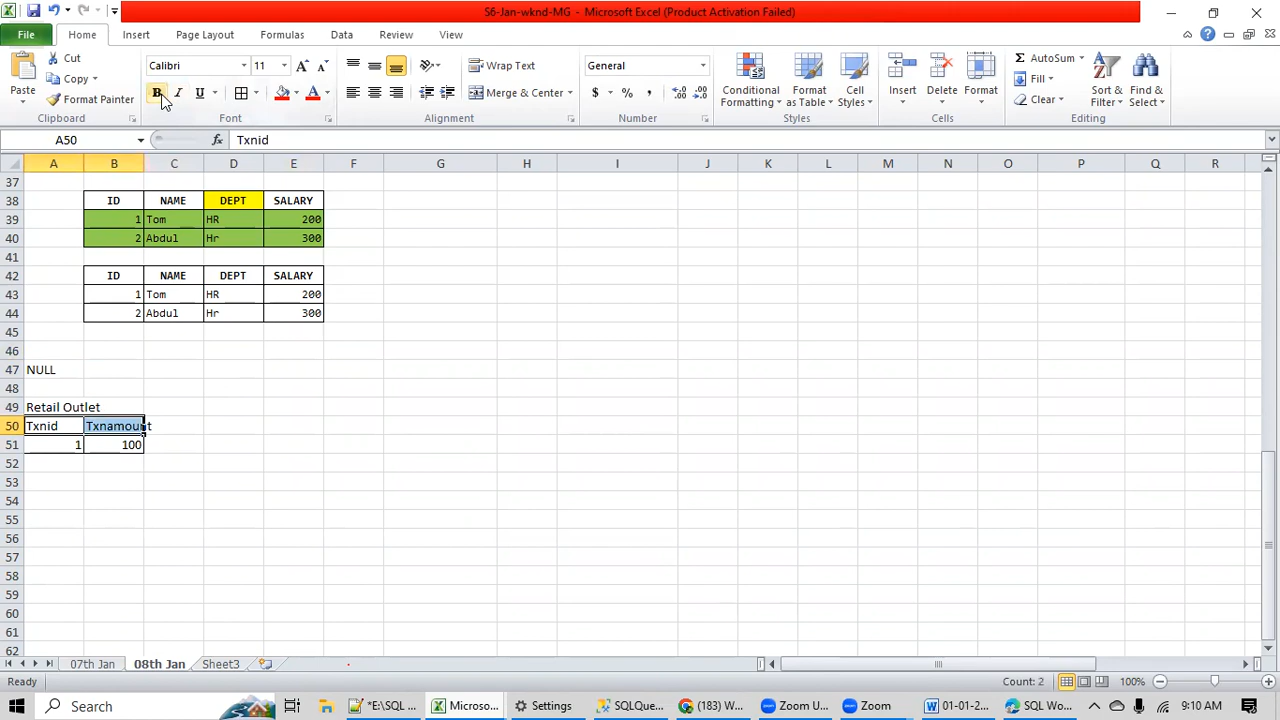 S6-Jan-wknd-MG - Microsoft Excel (Product Activation Failed)
File Home Insert Page Layout Formulas Data Review View
Paste Cut Copy Format Painter Clipboard
Calibri 11 B I U A Font
Wrap Text Merge & Center Alignment
General $ % , Number
Conditional Formatting Format as Table Cell Styles Styles
Insert Delete Format Cells
Σ AutoSum Fill Clear Sort & Filter Find & Select Editing
A50 fx Txnid
A B C D E F G H I J K L M N O P Q R
37
38 ID NAME DEPT SALARY
39 1 Tom HR 200
40 2 Abdul Hr 300
41
42 ID NAME DEPT SALARY
43 1 Tom HR 200
44 2 Abdul Hr 300
45
46
47 NULL
48
49 Retail Outlet
50 Txnid Txnamount
51 1 100
52
53
54
55
56
57
58
59
60
61
62
07th Jan 08th Jan Sheet3
Ready Count: 2 100%
Search *E:\SQL ... Microso... Settings SQLQue... (183) W... Zoom U... Zoom 01-01-2... SQL Wo... 9:10 AM